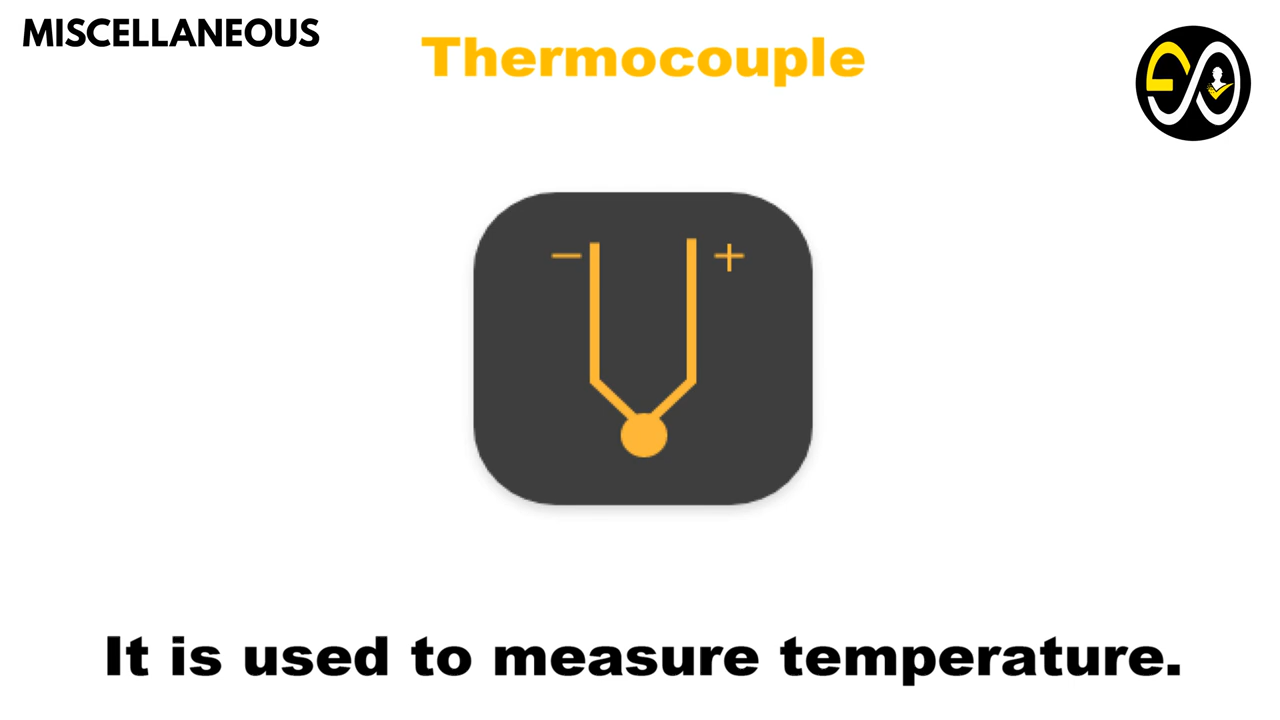 MISCELLANEOUS
Thermocouple
− +
It is used to measure temperature.